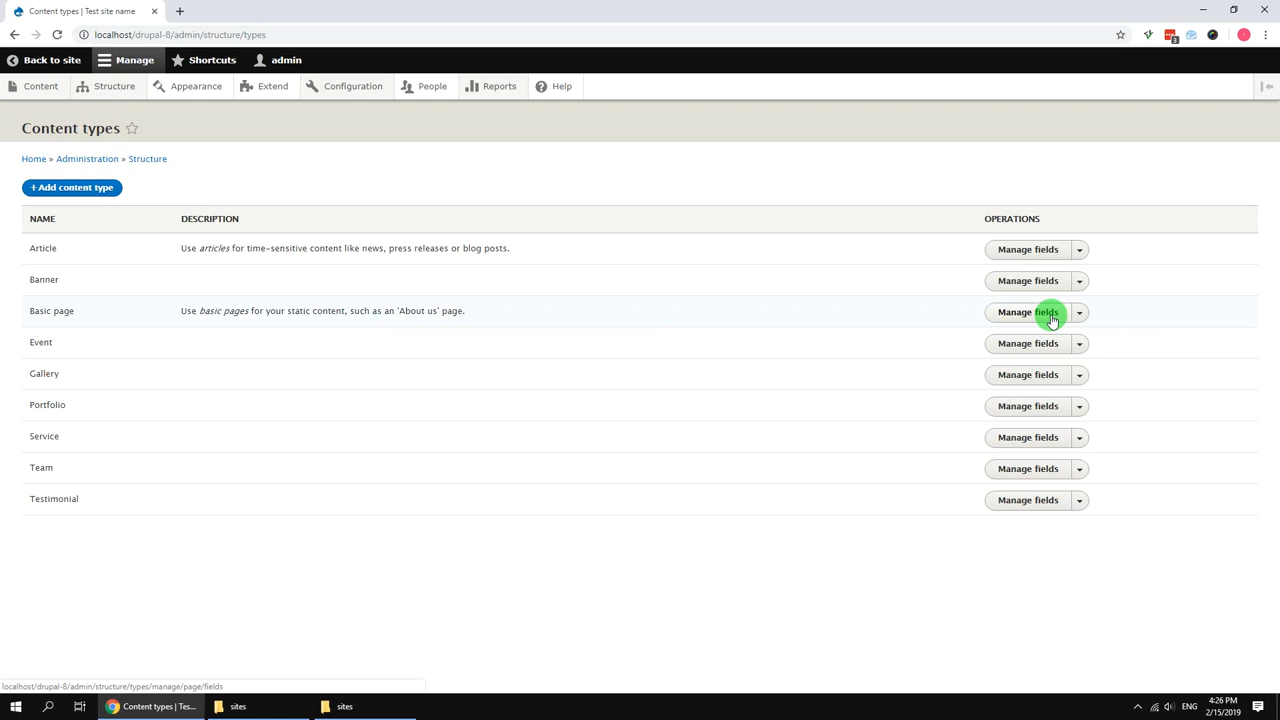 Content types | Test site name
localhost/drupal-8/admin/structure/types
3
Back to site Manage Shortcuts admin
Content Structure Appearance Extend Configuration People Reports Help
Content types
Home » Administration » Structure
+ Add content type
NAME DESCRIPTION OPERATIONS
Article Use articles for time-sensitive content like news, press releases or blog posts. Manage fields
Banner Manage fields
Basic page Use basic pages for your static content, such as an 'About us' page. Manage fields
Event Manage fields
Gallery Manage fields
Portfolio Manage fields
Service Manage fields
Team Manage fields
Testimonial Manage fields
localhost/drupal-8/admin/structure/types/manage/page/fields
Content types | Tes... sites sites ENG 4:26 PM
2/15/2019